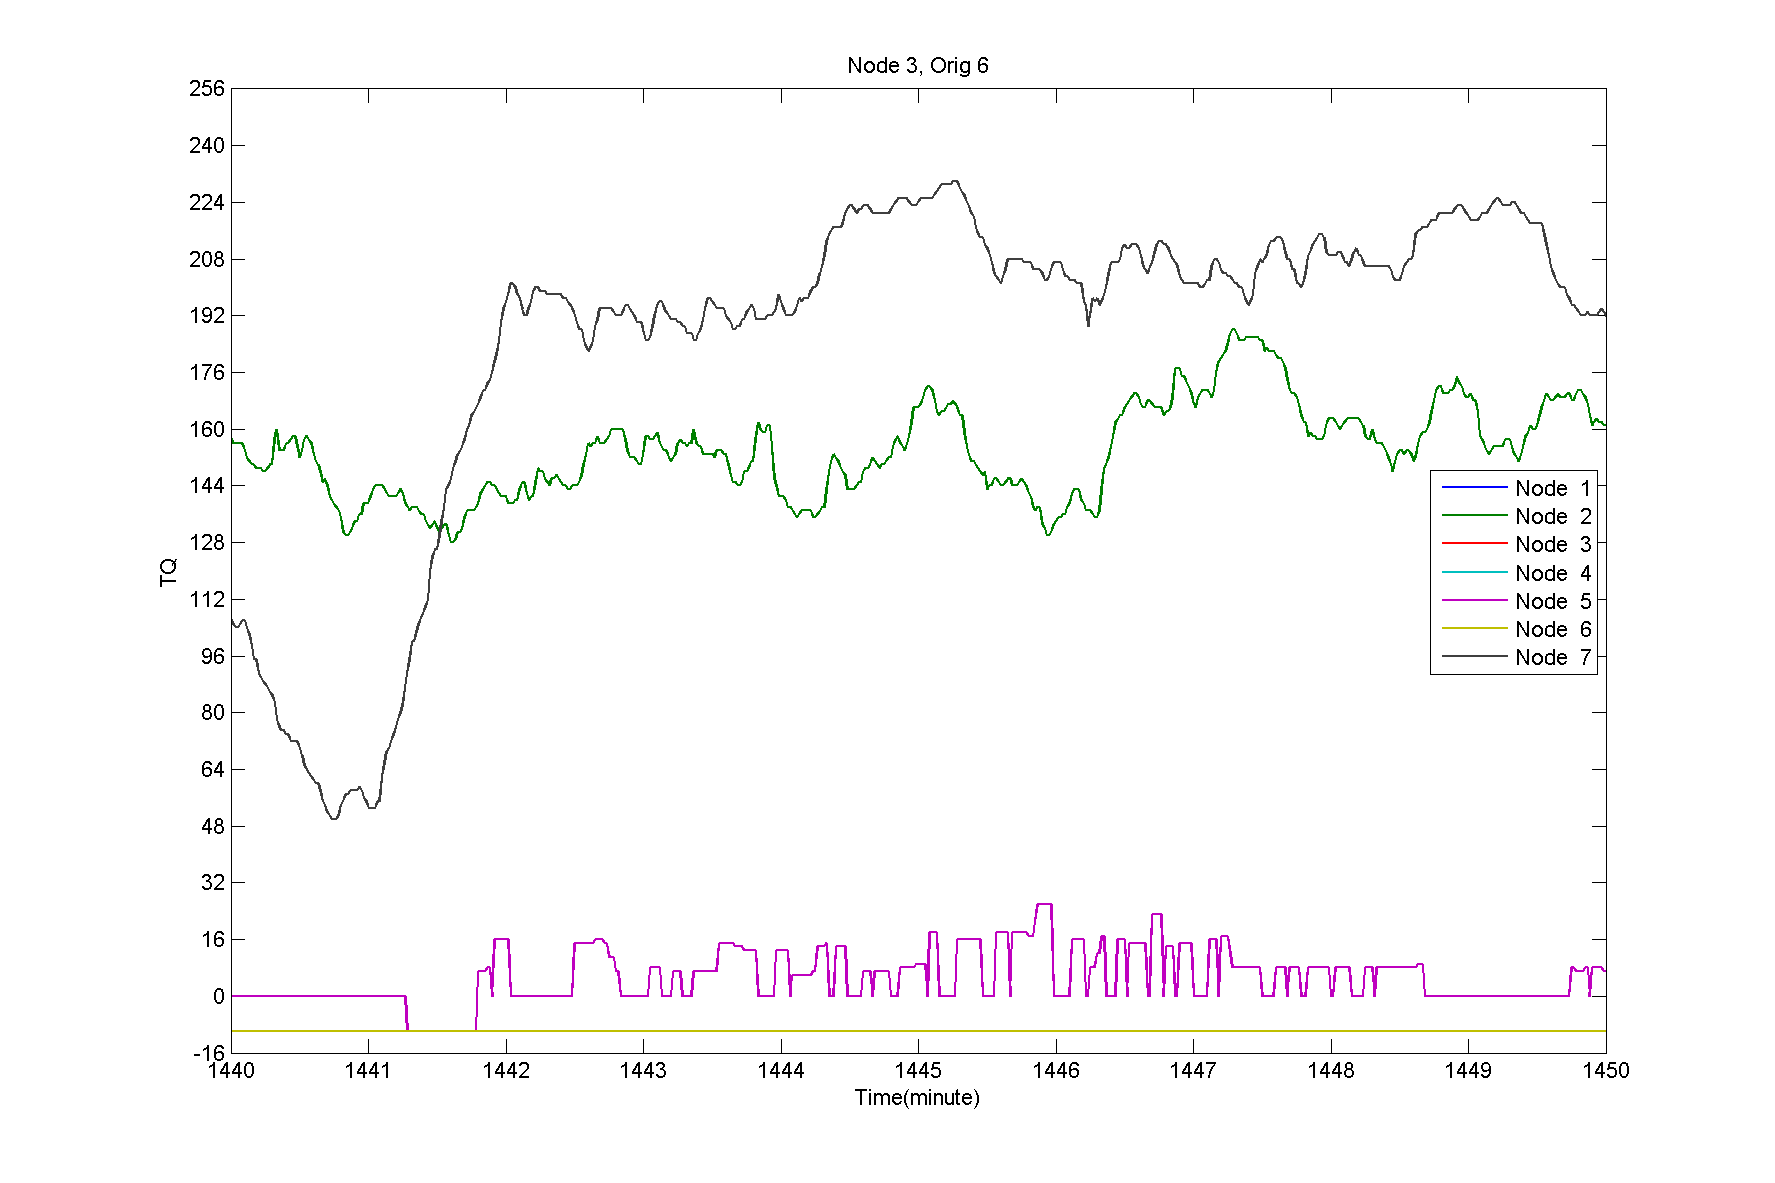 Node 3, Orig 6
256
240
224
208
192
176
160
144
128
112
96
80
64
48
32
16
0
-16
TQ
Node 1
Node 2
Node 3
Node 4
Node 5
Node 6
Node 7
1440 1441 1442 1443 1444 1445 1446 1447 1448 1449 1450
Time(minute)